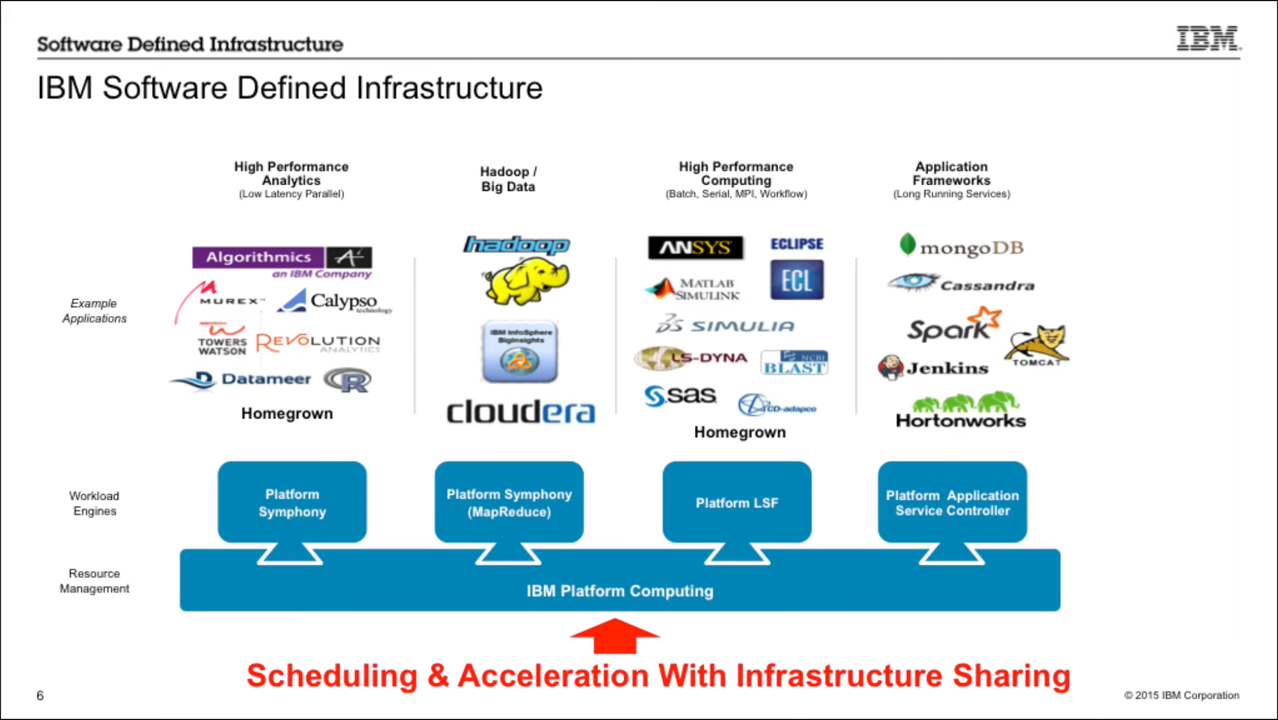 Software Defined Infrastructure
IBM
IBM Software Defined Infrastructure
High Performance
Analytics
(Low Latency Parallel)
Hadoop /
Big Data
High Performance
Computing
(Batch, Serial, MPI, Workflow)
Application
Frameworks
(Long Running Services)
Example
Applications
Algorithmics
an IBM Company
MUREX
Calypso
technology
TOWERS
WATSON
REVOLUTION
ANALYTICS
Datameer
R
Homegrown
hadoop
IBM InfoSphere
BigInsights
cloudera
ANSYS
ECLIPSE
ECL
MATLAB
SIMULINK
SIMULIA
LS-DYNA
NCBI
BLAST
sas
CD-adapco
Homegrown
mongoDB
Cassandra
Spark
TOMCAT
Jenkins
Hortonworks
Workload
Engines
Platform
Symphony
Platform Symphony
(MapReduce)
Platform LSF
Platform Application
Service Controller
Resource
Management
IBM Platform Computing
Scheduling & Acceleration With Infrastructure Sharing
6
© 2015 IBM Corporation